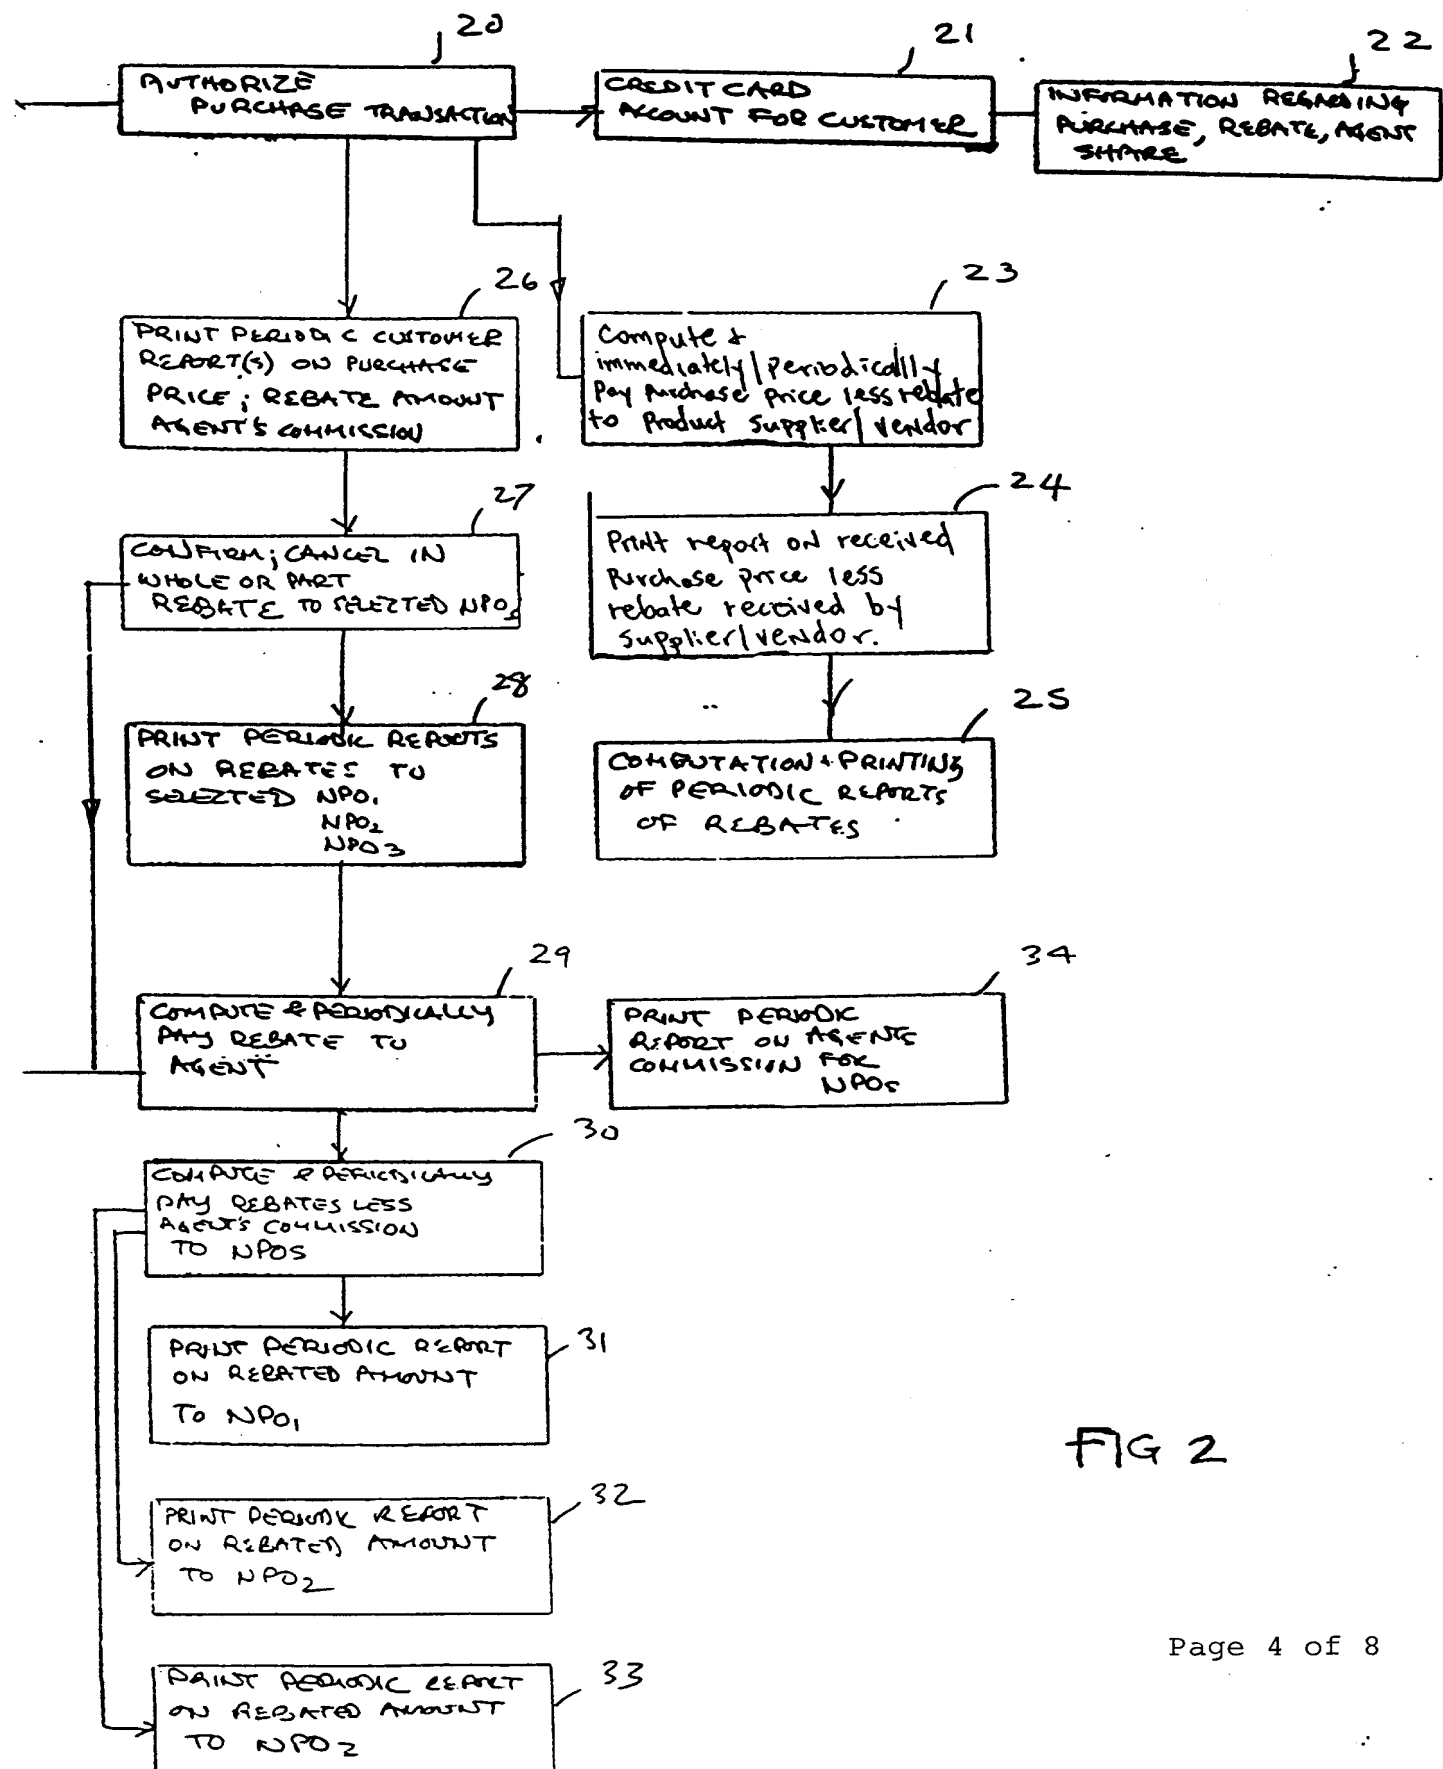 20
AUTHORIZE
PURCHASE TRANSACTION
21
CREDIT CARD
ACCOUNT FOR CUSTOMER
22
INFORMATION REGARDING
PURCHASE, REBATE, AGENT
SHARE
26
PRINT PERIODIC CUSTOMER
REPORT(S) ON PURCHASE
PRICE; REBATE AMOUNT
AGENT'S COMMISSION
23
Compute &
immediately/periodically
Pay purchase price less rebate
to Product supplier/vendor
27
CONFIRM; CANCEL IN
WHOLE OR PART
REBATE TO SELECTED NPOs
24
Print report on received
Purchase price less
rebate received by
supplier/vendor.
28
PRINT PERIODIC REPORTS
ON REBATES TO
SELECTED NPO1
NPO2
NPO3
25
COMPUTATION & PRINTING
OF PERIODIC REPORTS
OF REBATES
29
COMPUTE & PERIODICALLY
PAY REBATE TO
AGENT
34
PRINT PERIODIC
REPORT ON AGENTS
COMMISSION FOR
NPOs
30
COMPUTE & PERIODICALLY
PAY REBATES LESS
AGENT'S COMMISSION
TO NPOS
31
PRINT PERIODIC REPORT
ON REBATED AMOUNT
TO NPO1
32
PRINT PERIODIC REPORT
ON REBATED AMOUNT
TO NPO2
33
PRINT PERIODIC REPORT
ON REBATED AMOUNT
TO NPO2
FIG 2
Page 4 of 8